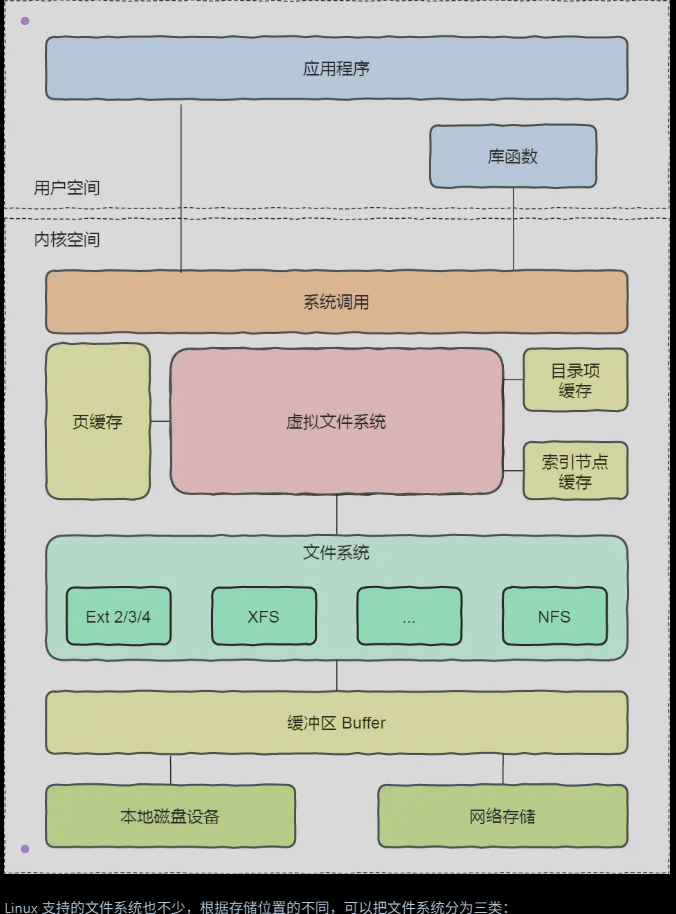 应用程序
库函数
用户空间
内核空间
系统调用
页缓存
虚拟文件系统
目录项
缓存
索引节点
缓存
文件系统
Ext 2/3/4
XFS
...
NFS
缓冲区 Buffer
本地磁盘设备
网络存储
Linux 支持的文件系统也不少，根据存储位置的不同，可以把文件系统分为三类：